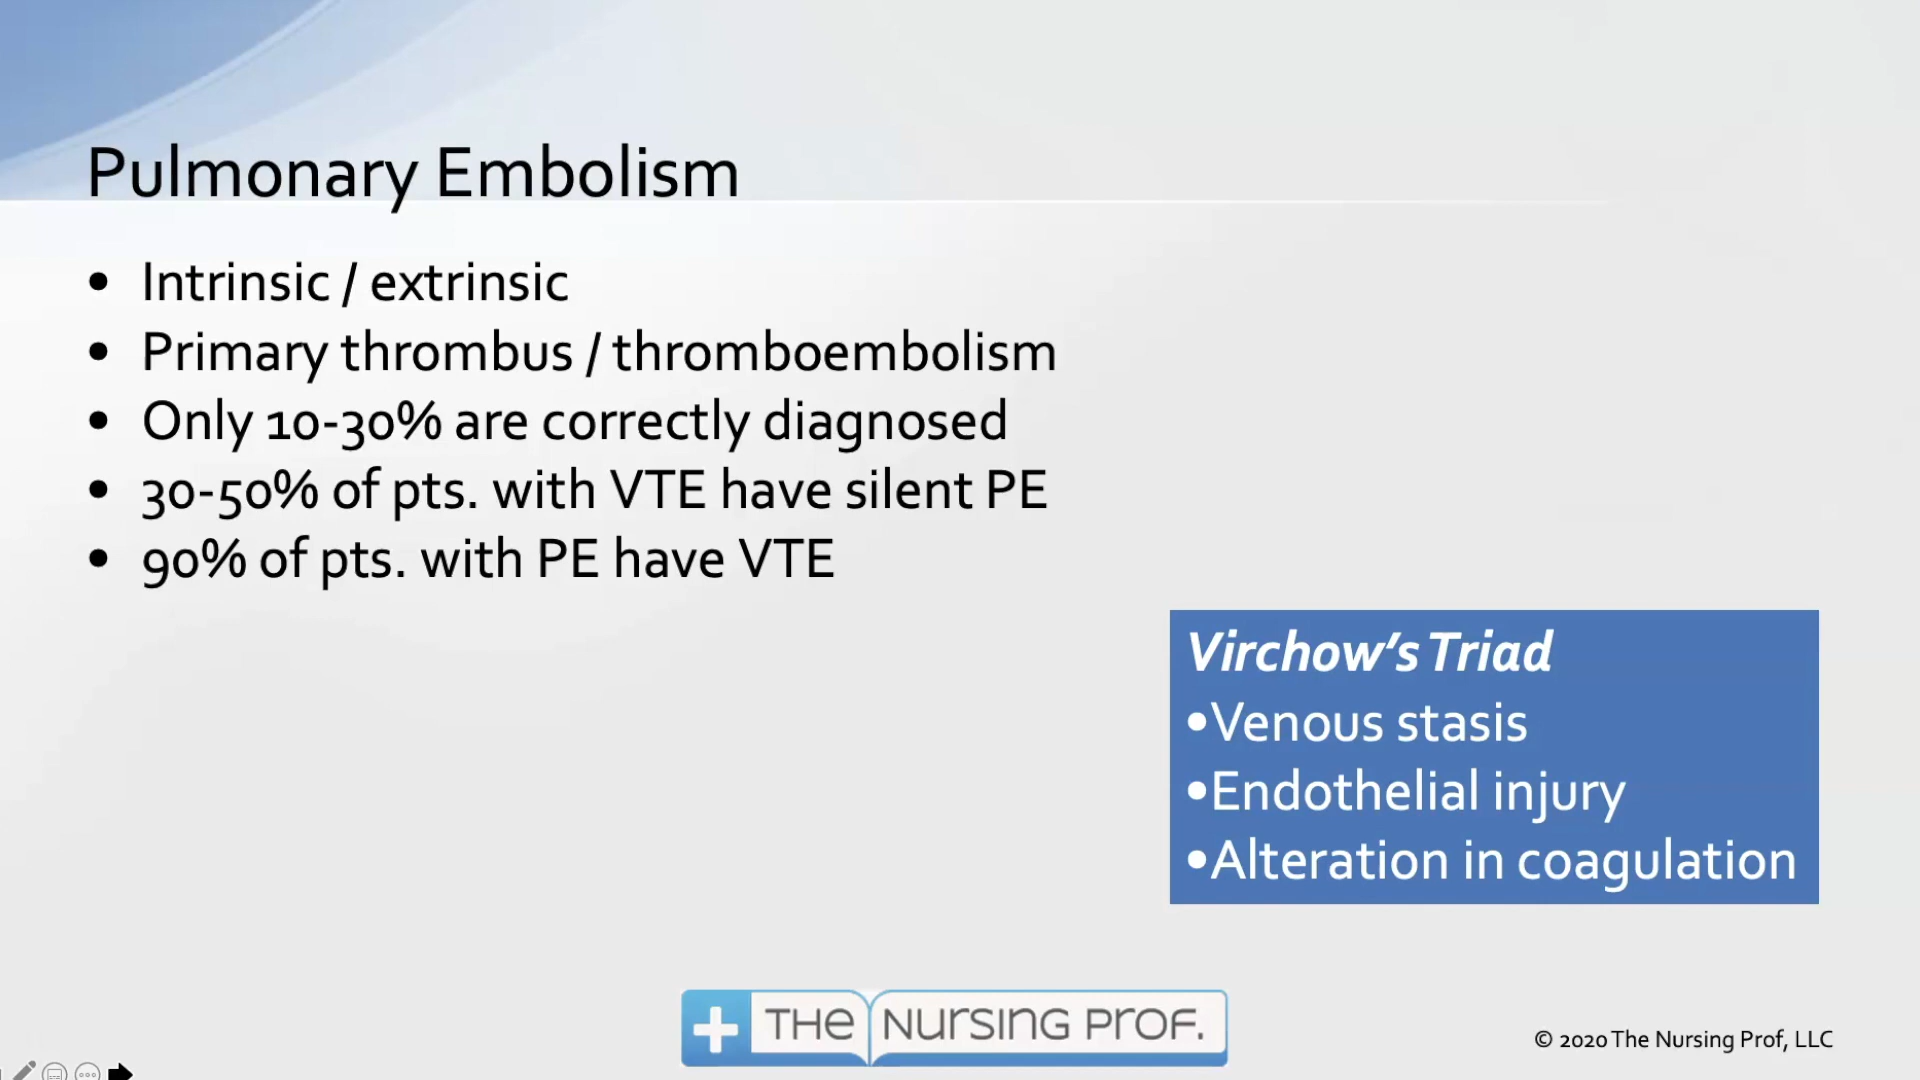 Pulmonary Embolism
• Intrinsic / extrinsic
• Primary thrombus / thromboembolism
• Only 10-30% are correctly diagnosed
• 30-50% of pts. with VTE have silent PE
• 90% of pts. with PE have VTE
Virchow's Triad
•Venous stasis
•Endothelial injury
•Alteration in coagulation
THE NURSING PROF.
© 2020 The Nursing Prof, LLC